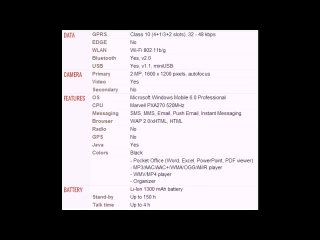 DATA GPRS Class 10 (4+1/3+2 slots), 32 - 48 kbps
EDGE No
WLAN Wi-Fi 802.11b/g
Bluetooth Yes, v2.0
USB Yes, v1.1, miniUSB
CAMERA Primary 2 MP, 1600 x 1200 pixels, autofocus
Video Yes
Secondary No
FEATURES OS Microsoft Windows Mobile 6.0 Professional
CPU Marvell PXA270 520MHz
Messaging SMS, MMS, Email, Push Email, Instant Messaging
Browser WAP 2.0/xHTML, HTML
Radio No
GPS No
Java Yes
Colors Black
- Pocket Office (Word, Excel, PowerPoint, PDF viewer)
- MP3/AAC/AAC+/WMA/OGG/AMR player
- WMV/MP4 player
- Organizer
BATTERY Li-Ion 1300 mAh battery
Stand-by Up to 150 h
Talk time Up to 4 h